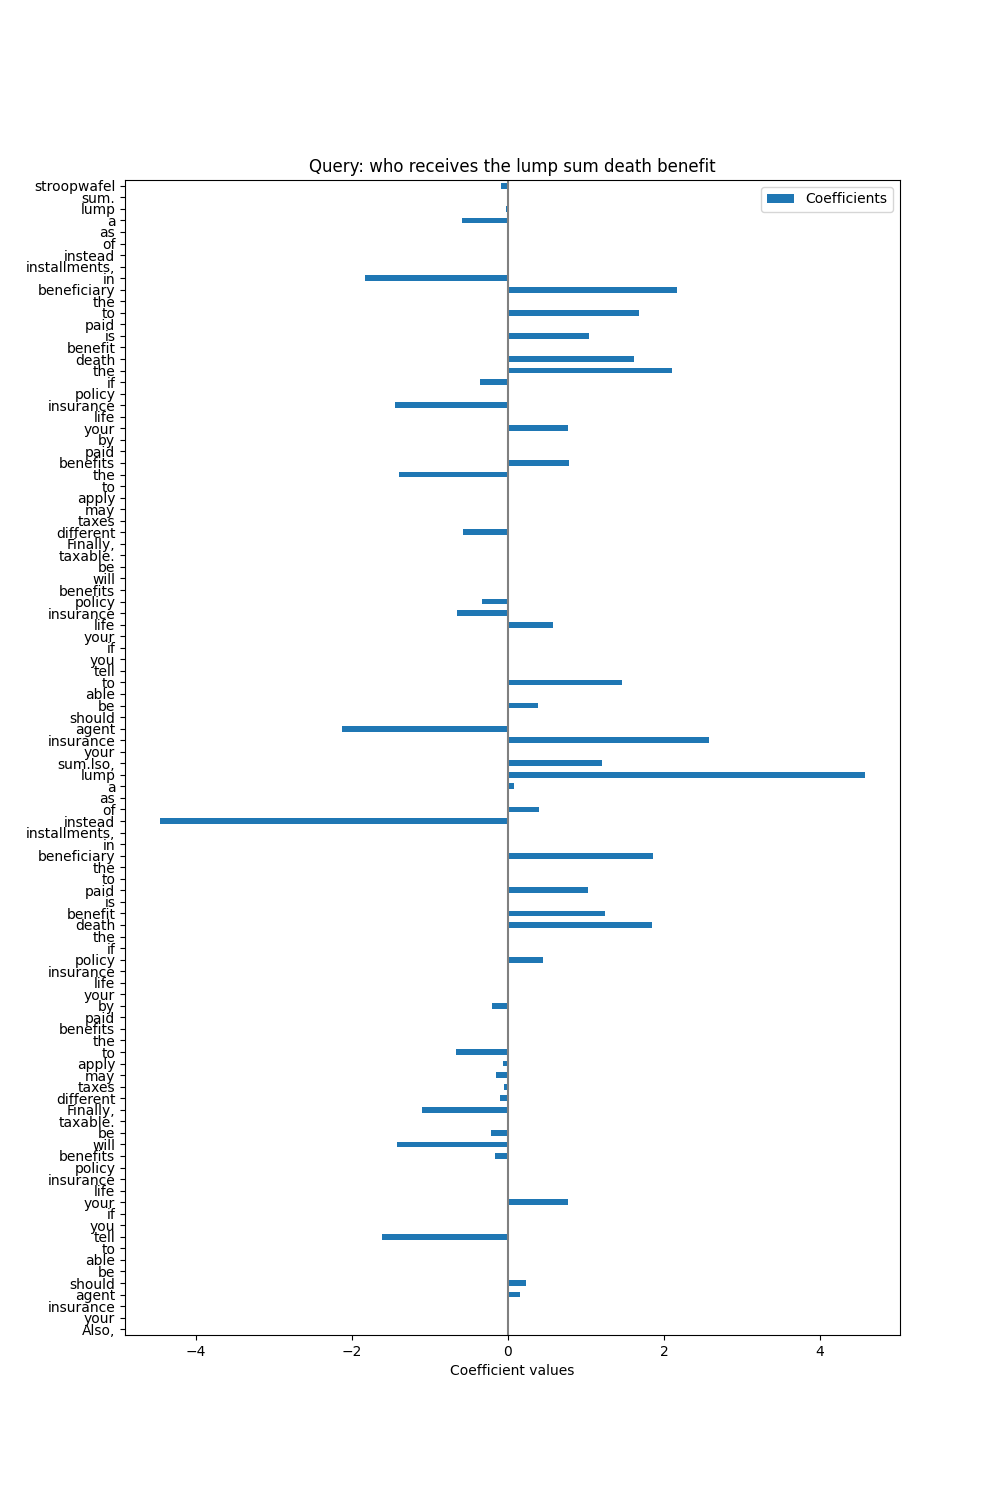 Query: who receives the lump sum death benefit
Coefficients
stroopwafel
sum.
lump
a
as
of
instead
installments,
in
beneficiary
the
to
paid
is
benefit
death
the
if
policy
insurance
life
your
by
paid
benefits
the
to
apply
may
taxes
different
Finally,
taxable.
be
will
benefits
policy
insurance
life
your
if
you
tell
to
able
be
should
agent
insurance
your
sum.lso,
lump
a
as
of
instead
installments,
in
beneficiary
the
to
paid
is
benefit
death
the
if
policy
insurance
life
your
by
paid
benefits
the
to
apply
may
taxes
different
Finally,
taxable.
be
will
benefits
policy
insurance
life
your
if
you
tell
to
able
be
should
agent
insurance
your
Also,
−4 −2 0 2 4
Coefficient values